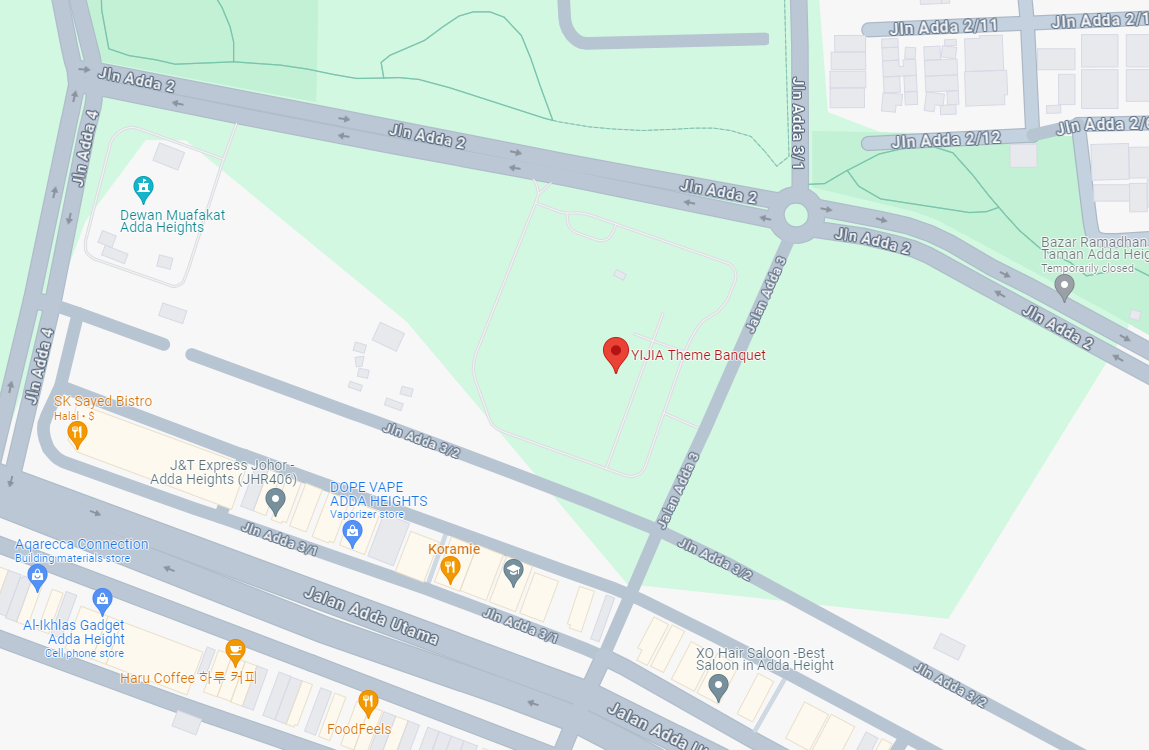 Jln Adda 2/11
Jln Adda 2/1
Jln Adda 2
Jln Adda 4
Jln Adda 2
Jln Adda 3/1
Jln Adda 2/12
Jln Adda 2/
Dewan Muafakat
Adda Heights
Jln Adda 2
Jln Adda 2
Bazar Ramadhan
Taman Adda Heig
Temporarily closed
Jalan Adda 3
Jln Adda 2
Jln Adda 4
YIJIA Theme Banquet
SK Sayed Bistro
Halal • $
Jln Adda 3/2
J&T Express Johor -
Adda Heights (JHR406)
Jalan Adda 3
DOPE VAPE
ADDA HEIGHTS
Vaporizer store
Jln Adda 3/1
Aqarecca Connection
Building materials store
Koramie
Jln Adda 3/2
Jalan Adda Utama
Jln Adda 3/1
Al-Ikhlas Gadget
Adda Height
Cell phone store
XO Hair Saloon -Best
Saloon in Adda Height
Haru Coffee 하루 커피
Jln Adda 3/2
FoodFeels
Jalan Adda U